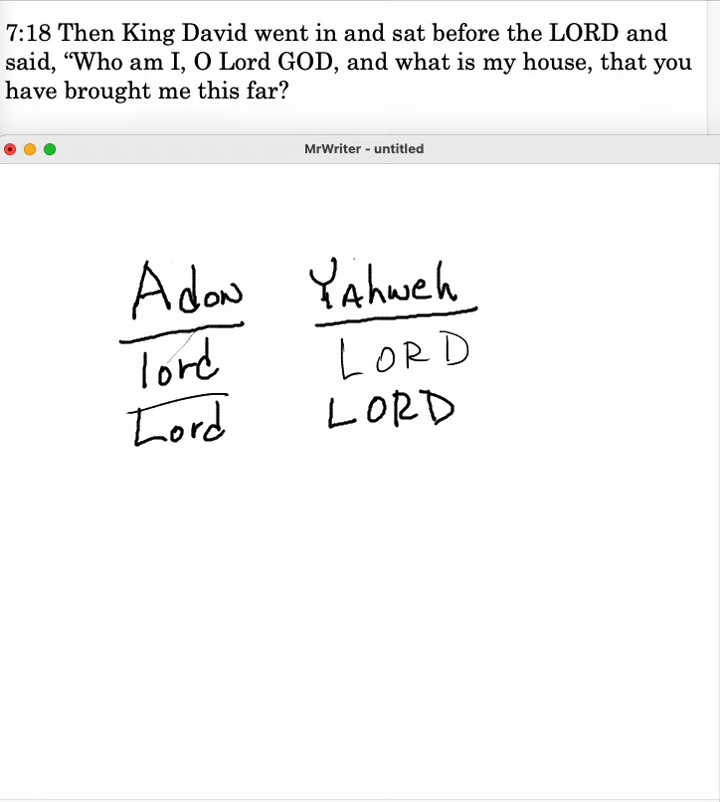 7:18 Then King David went in and sat before the LORD and
said, “Who am I, O Lord GOD, and what is my house, that you
have brought me this far?
MrWriter - untitled
Adon Yahweh
lord LORD
Lord LORD